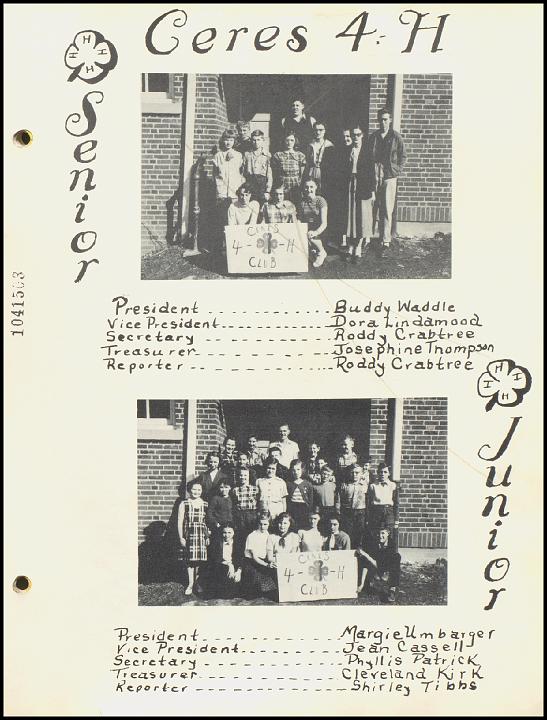 Ceres 4-H
H H H
Senior
CERES
4-H
CLUB
1041503
President Buddy Waddle
Vice President Dora Lindamood
Secretary Roddy Crabtree
Treasurer Josephine Thompson
Reporter Roddy Crabtree
H H H
Junior
CERES
4-H
CLUB
President Margie Umbarger
Vice President Jean Cassell
Secretary Phyllis Patrick
Treasurer Cleveland Kirk
Reporter Shirley Tibbs